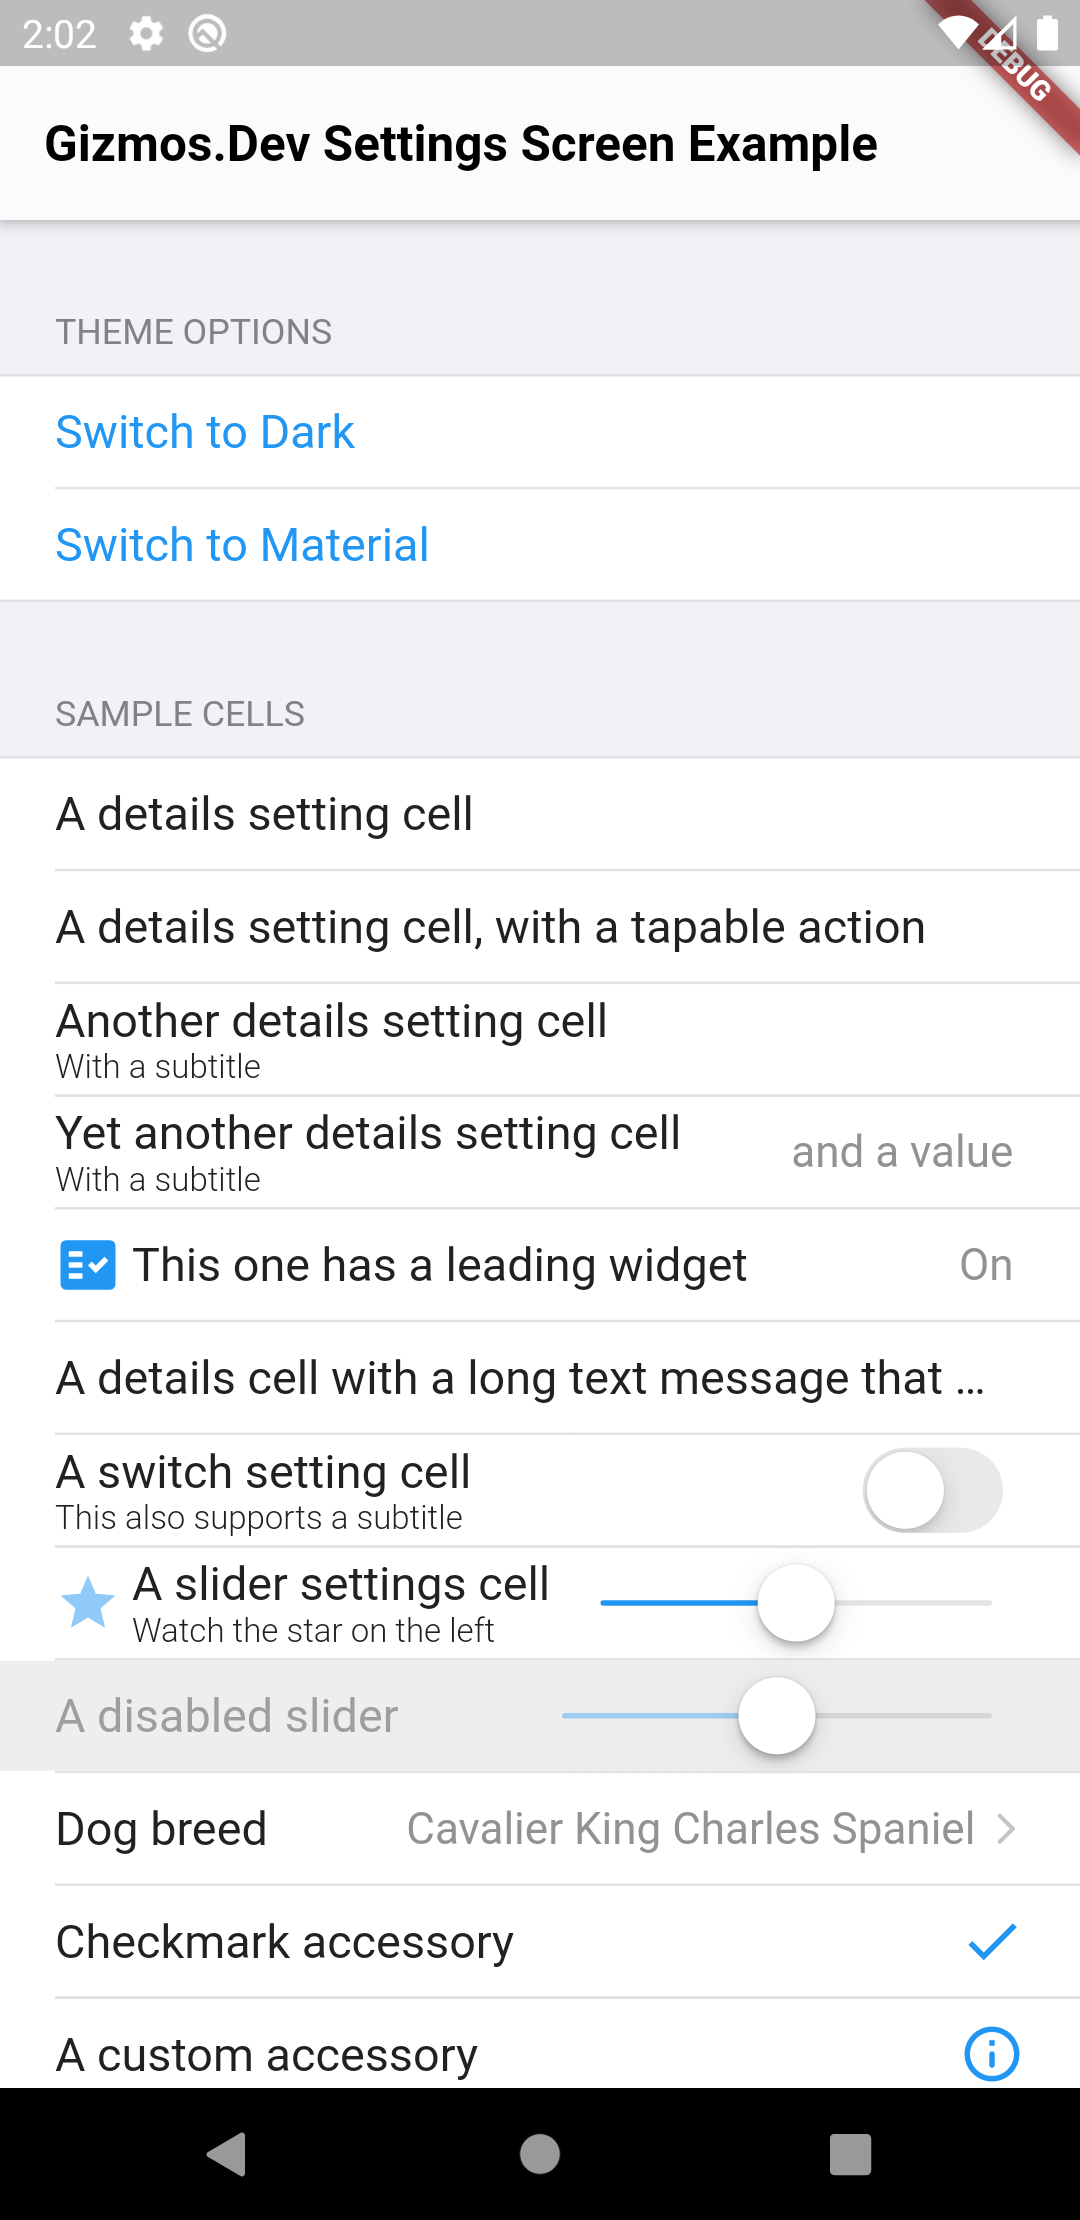 2:02
DEBUG
Gizmos.Dev Settings Screen Example
THEME OPTIONS
Switch to Dark
Switch to Material
SAMPLE CELLS
A details setting cell
A details setting cell, with a tapable action
Another details setting cell
With a subtitle
Yet another details setting cell
With a subtitle
and a value
This one has a leading widget On
A details cell with a long text message that ...
A switch setting cell
This also supports a subtitle
A slider settings cell
Watch the star on the left
A disabled slider
Dog breed Cavalier King Charles Spaniel
Checkmark accessory
A custom accessory